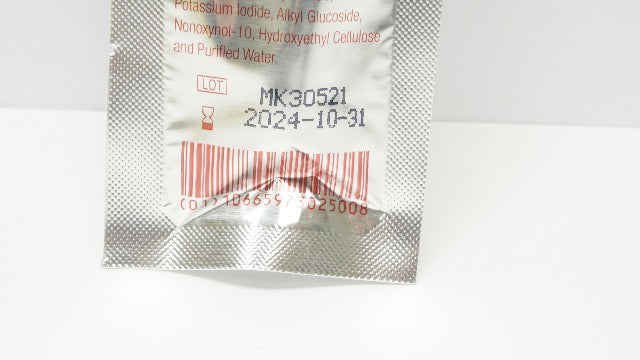 Potassium Iodide, Alkyl Glucoside,
Nonoxynol-10, Hydroxyethyl Cellulose
and Purified Water.
LOT
MK30521
2024-10-31